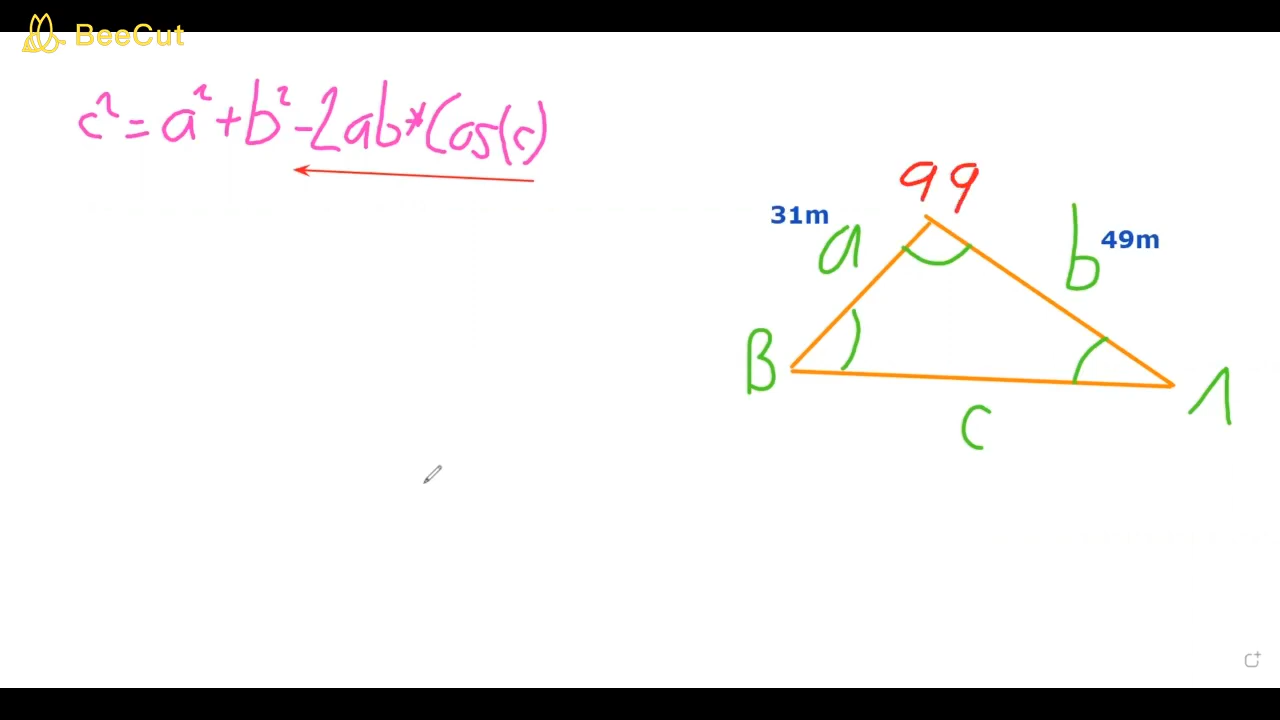 BeeCut
c² = a² + b² - 2ab * Cos(c)
99
31m
a
b
49m
B
A
c